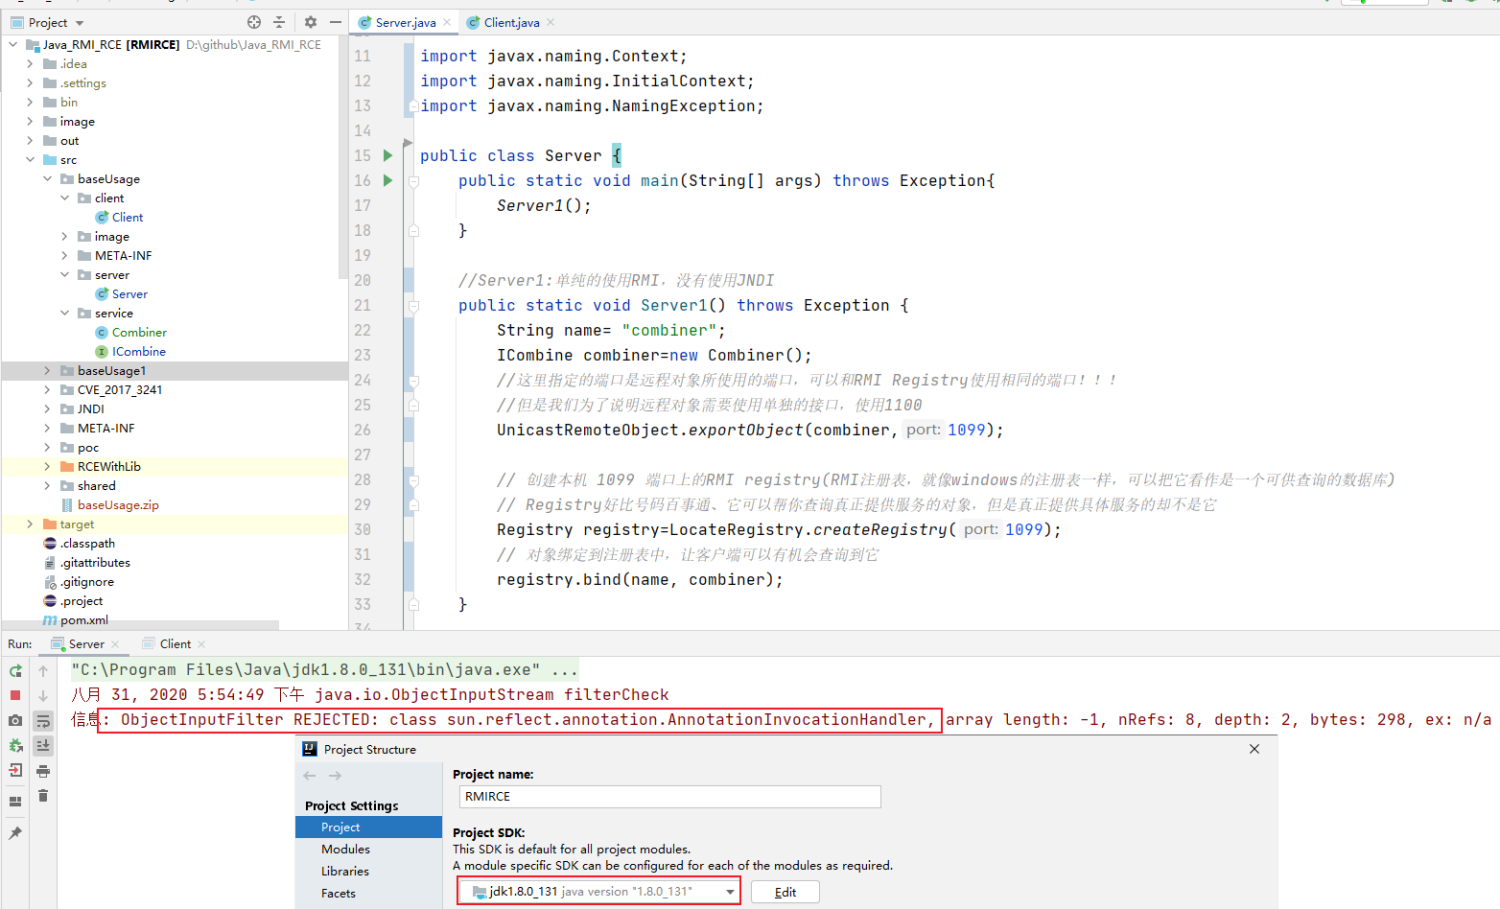 Project
Server.java
Client.java
Java_RMI_RCE [RMIRCE] D:\github\Java_RMI_RCE
.idea
.settings
bin
image
out
src
baseUsage
client
Client
image
META-INF
server
Server
service
Combiner
ICombine
baseUsage1
CVE_2017_3241
JNDI
META-INF
poc
RCEWithLib
shared
baseUsage.zip
target
.classpath
.gitattributes
.gitignore
.project
pom.xml
11 import javax.naming.Context;
12 import javax.naming.InitialContext;
13 import javax.naming.NamingException;
14
15 public class Server {
16 public static void main(String[] args) throws Exception{
17 Server1();
18 }
19
20 //Server1:单纯的使用RMI，没有使用JNDI
21 public static void Server1() throws Exception {
22 String name= "combiner";
23 ICombine combiner=new Combiner();
24 //这里指定的端口是远程对象所使用的端口，可以和RMI Registry使用相同的端口！！！
25 //但是我们为了说明远程对象需要使用单独的接口，使用1100
26 UnicastRemoteObject.exportObject(combiner, port: 1099);
27
28 // 创建本机 1099 端口上的RMI registry(RMI注册表，就像windows的注册表一样，可以把它看作是一个可供查询的数据库)
29 // Registry好比号码百事通、它可以帮你查询真正提供服务的对象，但是真正提供具体服务的却不是它
30 Registry registry=LocateRegistry.createRegistry( port: 1099);
31 // 对象绑定到注册表中，让客户端可以有机会查询到它
32 registry.bind(name, combiner);
33 }
34
Run: Server Client
"C:\Program Files\Java\jdk1.8.0_131\bin\java.exe" ...
八月 31, 2020 5:54:49 下午 java.io.ObjectInputStream filterCheck
信息: ObjectInputFilter REJECTED: class sun.reflect.annotation.AnnotationInvocationHandler, array length: -1, nRefs: 8, depth: 2, bytes: 298, ex: n/a
Project Structure
Project Settings
Project
Modules
Libraries
Facets
Project name:
RMIRCE
Project SDK:
This SDK is default for all project modules.
A module specific SDK can be configured for each of the modules as required.
jdk1.8.0_131 java version "1.8.0_131"
Edit